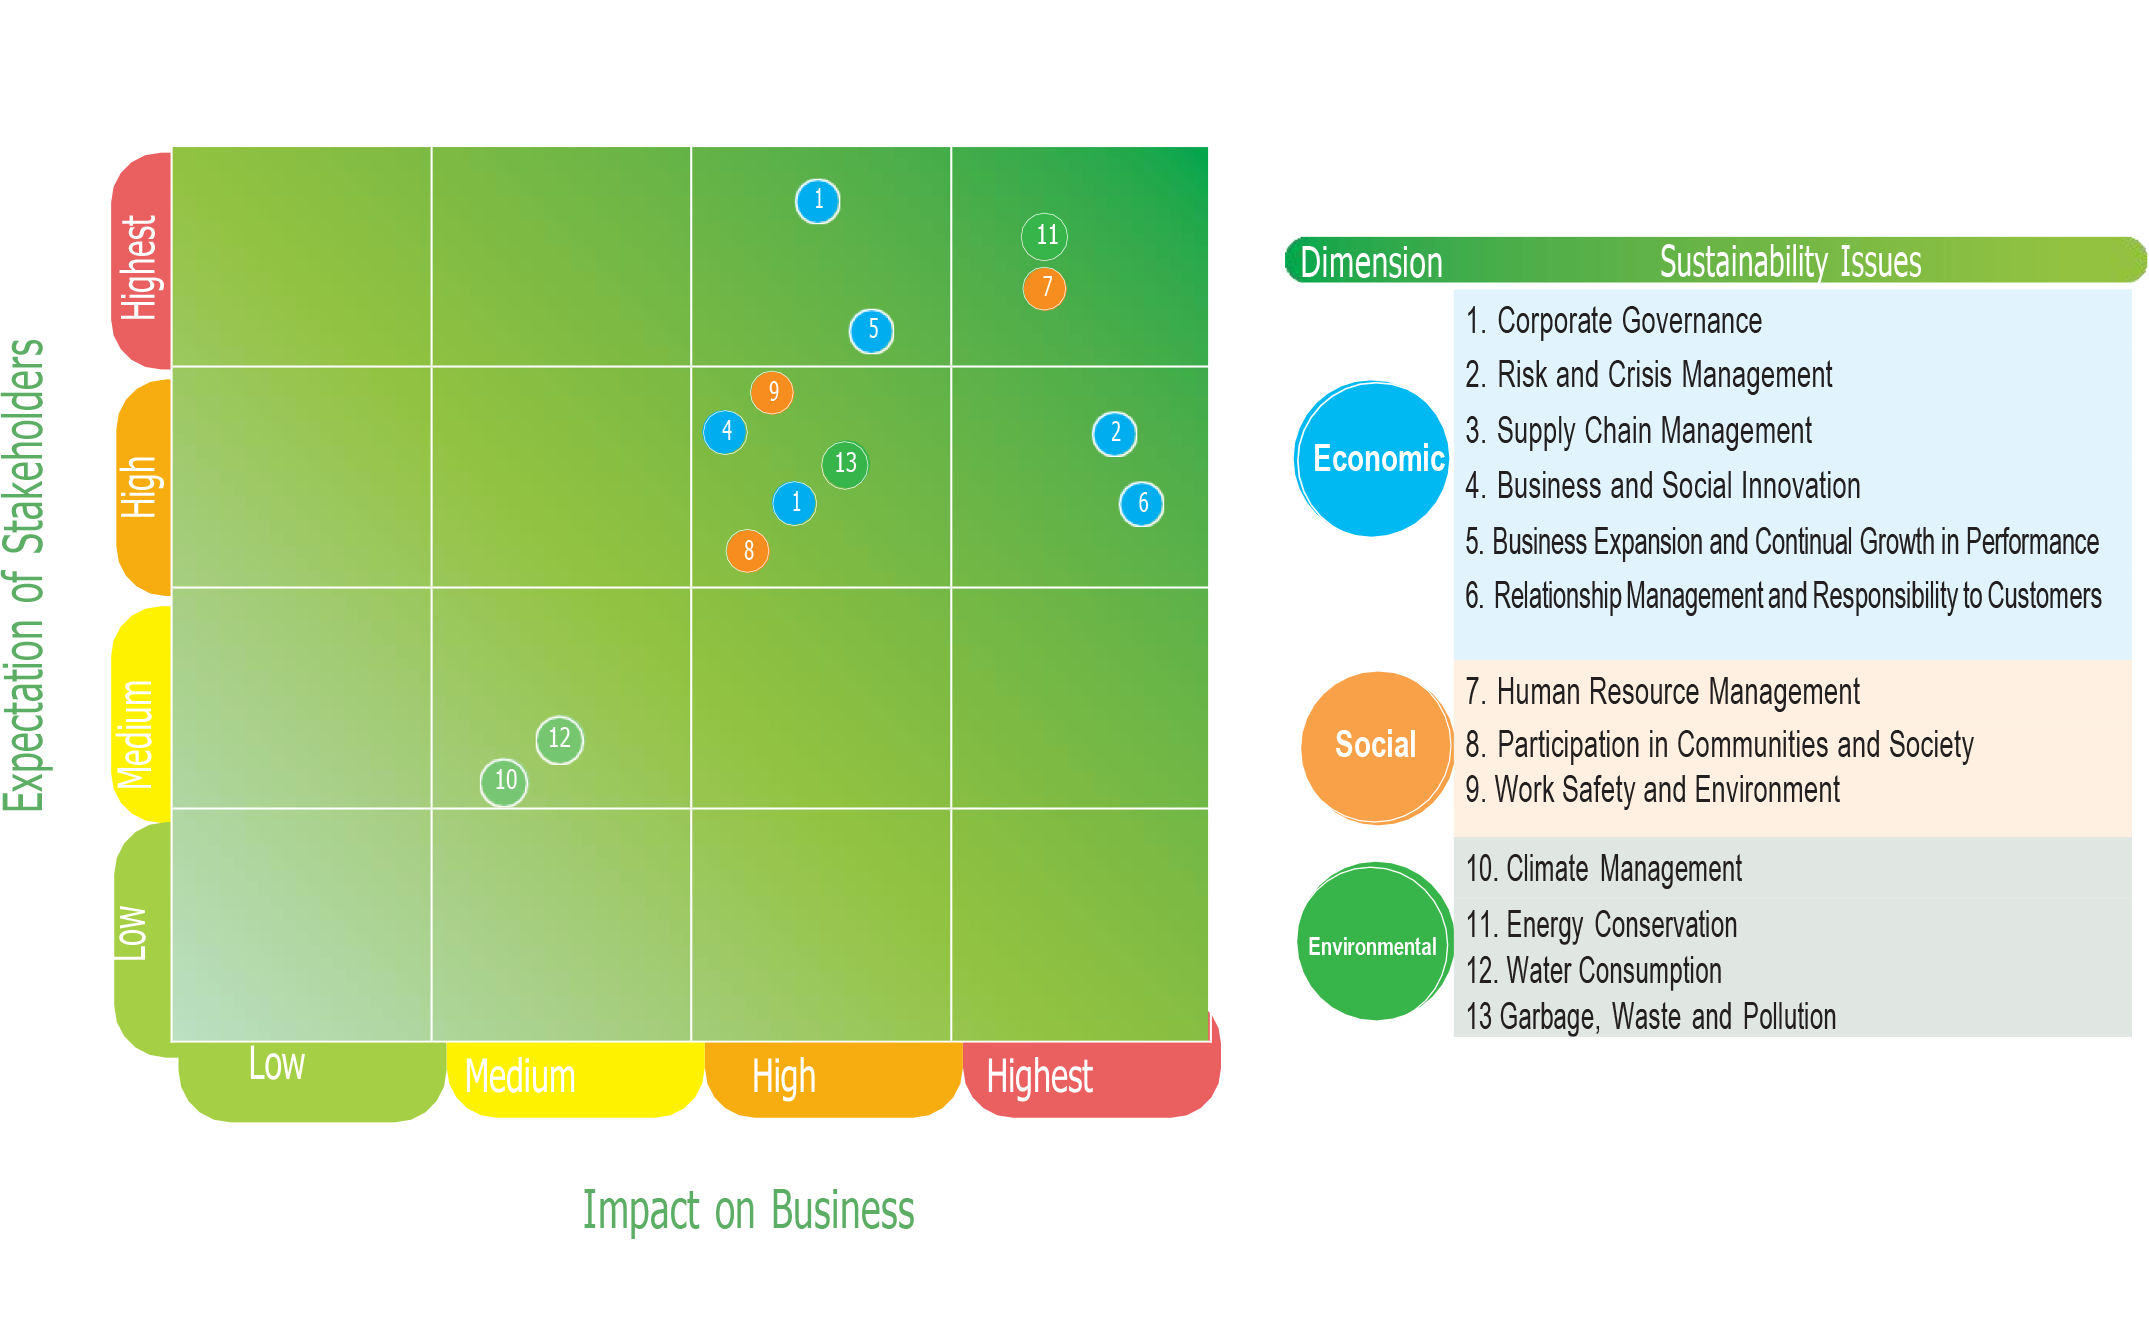 Expectation of Stakeholders
Highest
High
Medium
Low
1
11
7
5
9
4
2
13
1
6
8
12
10
Low
Medium
High
Highest
Impact on Business
Dimension Sustainability Issues
Economic
1. Corporate Governance
2. Risk and Crisis Management
3. Supply Chain Management
4. Business and Social Innovation
5. Business Expansion and Continual Growth in Performance
6. Relationship Management and Responsibility to Customers
Social
7. Human Resource Management
8. Participation in Communities and Society
9. Work Safety and Environment
Environmental
10. Climate Management
11. Energy Conservation
12. Water Consumption
13 Garbage, Waste and Pollution